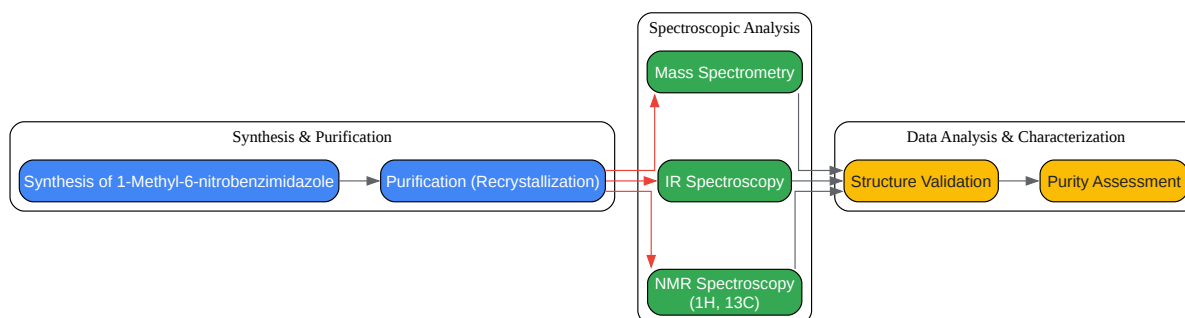 Synthesis & Purification
Synthesis of 1-Methyl-6-nitrobenzimidazole
Purification (Recrystallization)
Spectroscopic Analysis
Mass Spectrometry
IR Spectroscopy
NMR Spectroscopy
(1H, 13C)
Data Analysis & Characterization
Structure Validation
Purity Assessment